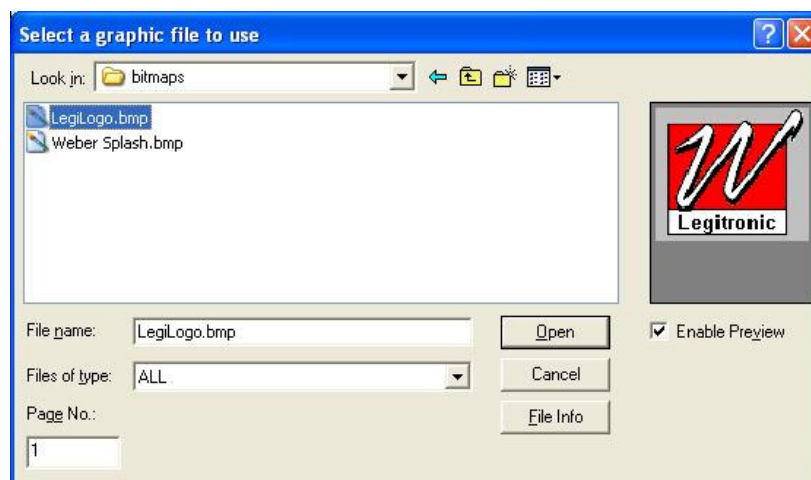 Select a graphic file to use
Look in: bitmaps
LegiLogo.bmp
Weber Splash.bmp
W
Legitronic
File name: LegiLogo.bmp
Open
Enable Preview
Files of type: ALL
Cancel
Page No.:
File Info
1